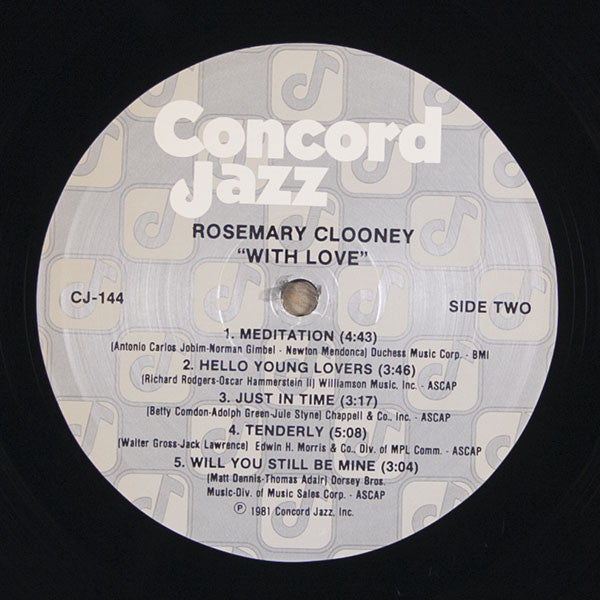 Concord
Jazz
ROSEMARY CLOONEY
"WITH LOVE"
CJ-144
SIDE TWO
1. MEDITATION (4:43)
(Antonio Carlos Jobim-Norman Gimbel - Newton Mendonca) Duchess Music Corp. - BMI
2. HELLO YOUNG LOVERS (3:46)
(Richard Rodgers-Oscar Hammerstein II) Williamson Music, Inc. - ASCAP
3. JUST IN TIME (3:17)
(Betty Comdon-Adolph Green-Jule Styne) Chappell & Co., Inc. - ASCAP
4. TENDERLY (5:08)
(Walter Gross-Jack Lawrence) Edwin H. Morris & Co., Div. of MPL Comm. - ASCAP
5. WILL YOU STILL BE MINE (3:04)
(Matt Dennis-Thomas Adair) Dorsey Bros.
Music-Div. of Music Sales Corp. - ASCAP
Ⓟ 1981 Concord Jazz, Inc.